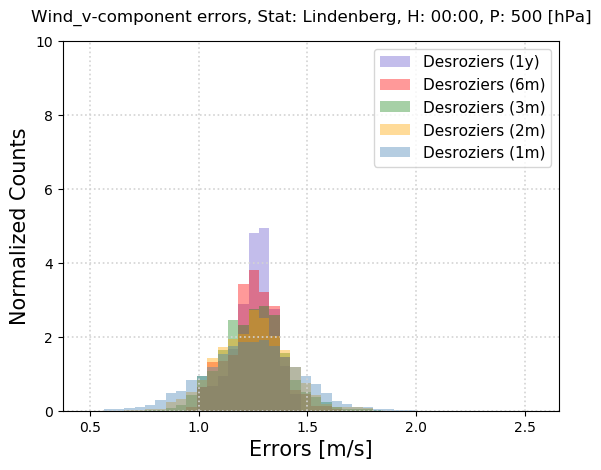 Wind_v-component errors, Stat: Lindenberg, H: 00:00, P: 500 [hPa]
10
8
6
4
2
0
Normalized Counts
Desroziers (1y)
Desroziers (6m)
Desroziers (3m)
Desroziers (2m)
Desroziers (1m)
0.5 1.0 1.5 2.0 2.5
Errors [m/s]